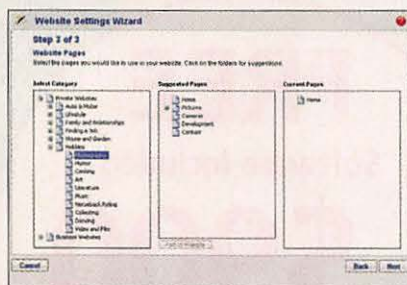 Website Settings Wizard
Step 2 of 3
Website Pages
Select the pages you would like to use in your website. Click on the folders for suggestions.
Select Category
Suggested Pages
Current Pages
Private Websites
Auto & Motor
Lifestyle
Family and Relationships
Finding a Job
House and Garden
Hobbies
Photography
Humor
Cooking
Art
Literature
Music
Horseback Riding
Collecting
Dancing
Video and Film
Business Websites
Home
Pictures
Cameras
Development
Contact
Home
Cancel
Back
Next